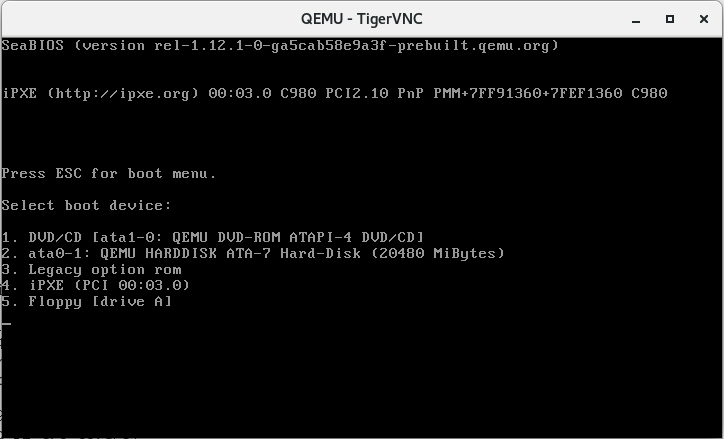 QEMU - TigerVNC
SeaBIOS (version rel-1.12.1-0-ga5cab58e9a3f-prebuilt.qemu.org)
iPXE (http://ipxe.org) 00:03.0 C980 PCI2.10 PnP PMM+7FF91360+7FEF1360 C980
Press ESC for boot menu.
Select boot device:
1. DVD/CD [ata1-0: QEMU DVD-ROM ATAPI-4 DVD/CD]
2. ata0-1: QEMU HARDDISK ATA-7 Hard-Disk (20480 MiBytes)
3. Legacy option rom
4. iPXE (PCI 00:03.0)
5. Floppy [drive A]